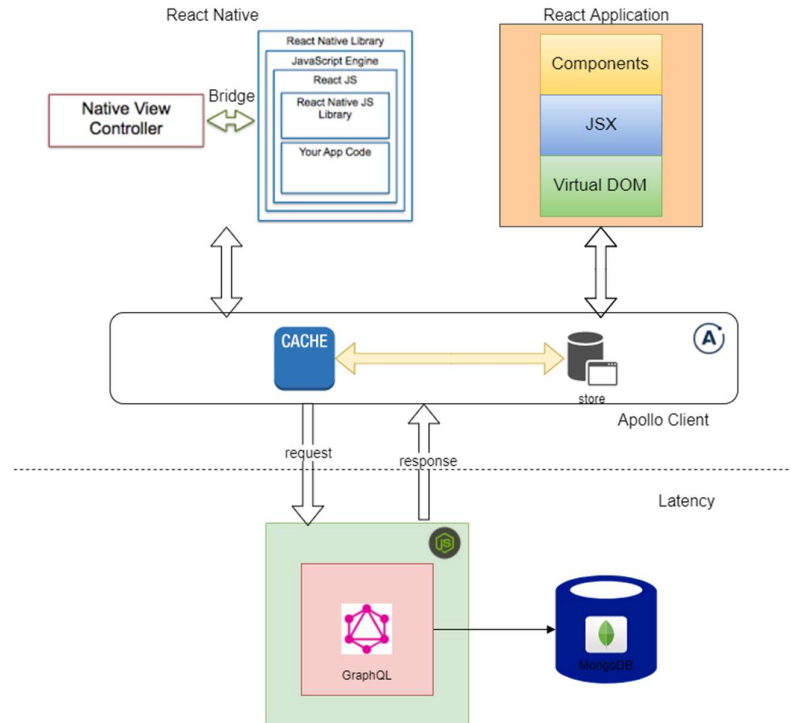 React Native
React Application
React Native Library
JavaScript Engine
React JS
React Native JS
Library
Your App Code
Native View
Controller
Bridge
Components
JSX
Virtual DOM
CACHE
store
A
Apollo Client
request
response
Latency
JS
GraphQL
MongoDB